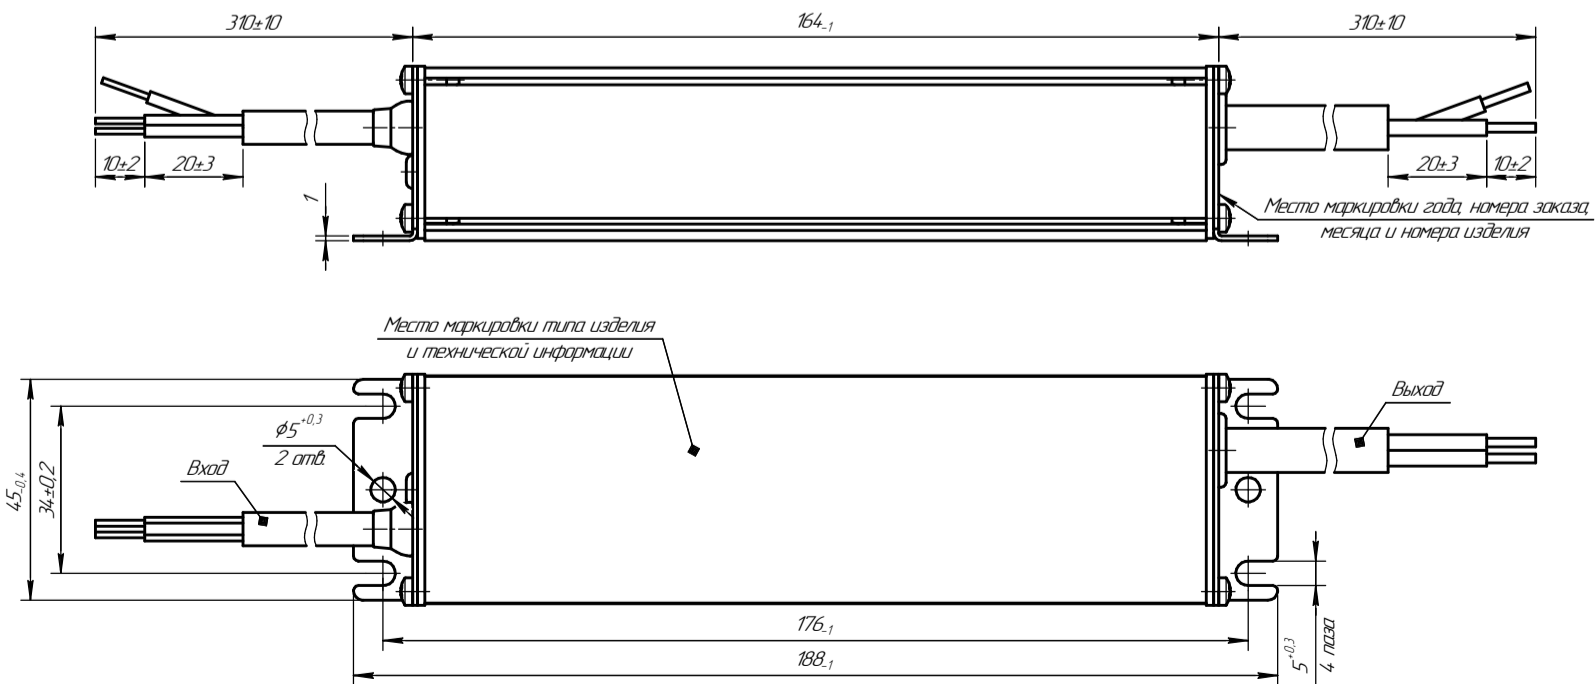 310±10
164-1
310±10
10±2
20±3
20±3
10±2
1
Место маркировки года, номера заказа,
месяца и номера изделия
Место маркировки типа изделия
и технической информации
Выход
⌀5+0,3
2 отв.
Вход
45-0,4
34±0,2
176-1
188-1
5+0,3
4 паза